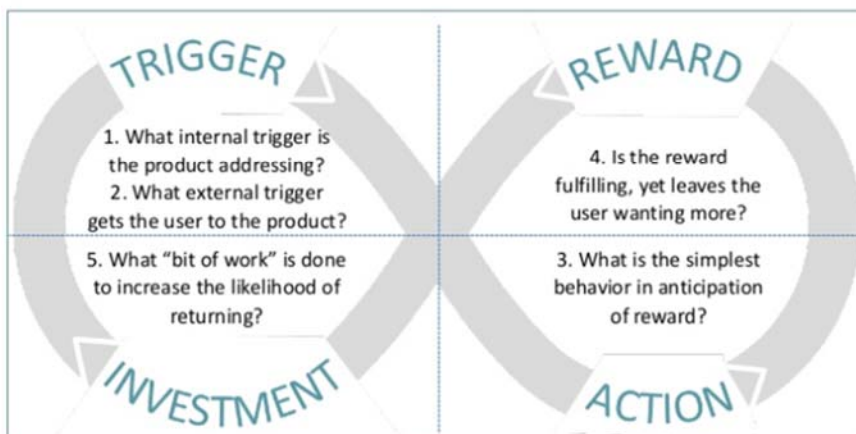 TRIGGER
1. What internal trigger is
the product addressing?
2. What external trigger
gets the user to the product?
REWARD
4. Is the reward
fulfilling, yet leaves the
user wanting more?
5. What “bit of work” is done
to increase the likelihood of
returning?
INVESTMENT
3. What is the simplest
behavior in anticipation
of reward?
ACTION